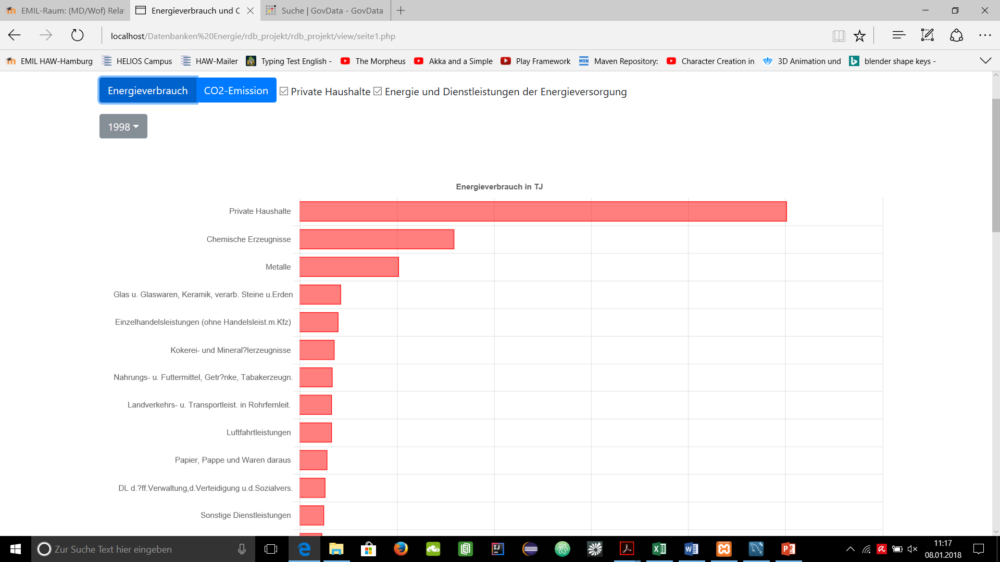 EMIL-Raum: (MD/Wof) Rela
Energieverbrauch und C
Suche | GovData - GovData
localhost/Datenbanken%20Energie/rdb_projekt/rdb_projekt/view/seite1.php
EMIL HAW-Hamburg
HELIOS Campus
HAW-Mailer
Typing Test English -
The Morpheus
Akka and a Simple
Play Framework
Maven Repository:
Character Creation in
3D Animation und
blender shape keys -
Energieverbrauch
CO2-Emission
Private Haushalte
Energie und Dienstleistungen der Energieversorgung
1998
Energieverbrauch in TJ
Private Haushalte
Chemische Erzeugnisse
Metalle
Glas u. Glaswaren, Keramik, verarb. Steine u.Erden
Einzelhandelsleistungen (ohne Handelsleist.m.Kfz)
Kokerei- und Mineral?lerzeugnisse
Nahrungs- u. Futtermittel, Getr?nke, Tabakerzeugn.
Landverkehrs- u. Transportleist. in Rohrfernleit.
Luftfahrtleistungen
Papier, Pappe und Waren daraus
DL d.?ff.Verwaltung,d.Verteidigung u.d.Sozialvers.
Sonstige Dienstleistungen
Zur Suche Text hier eingeben
11:17
08.01.2018